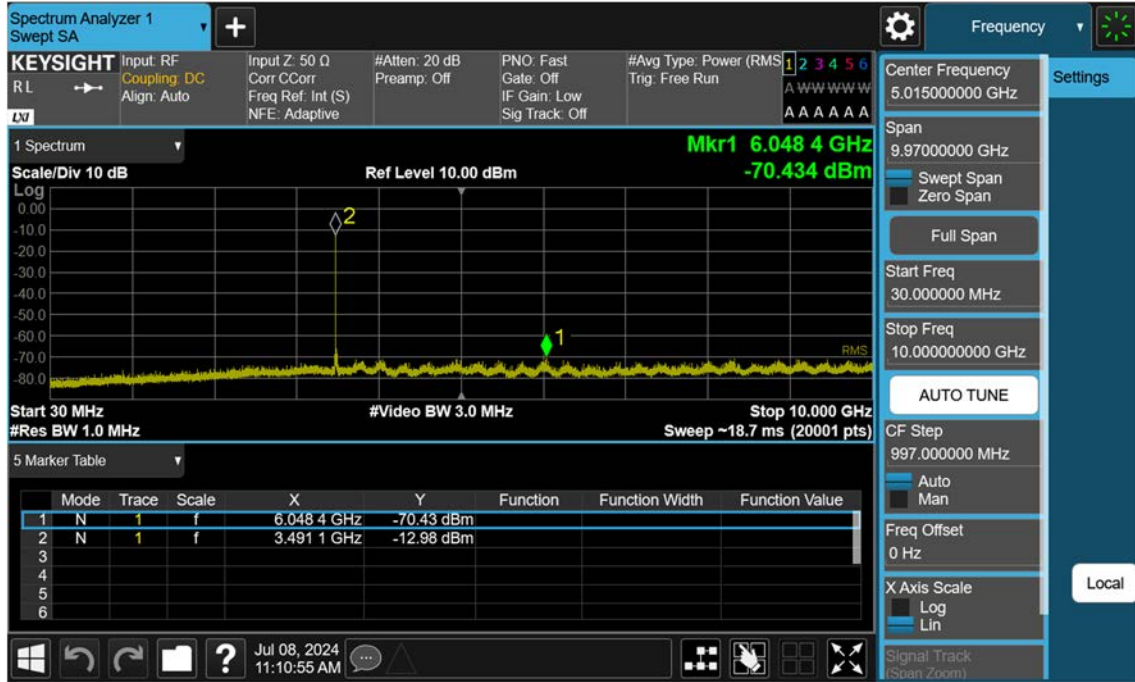 Spectrum Analyzer 1
Swept SA
Frequency
KEYSIGHT
RL
LXI
Input: RF
Coupling: DC
Align: Auto
Input Z: 50 Ω
Corr CCorr
Freq Ref: Int (S)
NFE: Adaptive
#Atten: 20 dB
Preamp: Off
PNO: Fast
Gate: Off
IF Gain: Low
Sig Track: Off
#Avg Type: Power (RMS
Trig: Free Run
1 2 3 4 5 6
A W W W W W
A A A A A A
1 Spectrum
Scale/Div 10 dB
Ref Level 10.00 dBm
Mkr1 6.048 4 GHz
-70.434 dBm
Log
0.00
-10.0
-20.0
-30.0
-40.0
-50.0
-60.0
-70.0
-80.0
2
1
RMS
Start 30 MHz
#Video BW 3.0 MHz
Stop 10.000 GHz
#Res BW 1.0 MHz
Sweep ~18.7 ms (20001 pts)
5 Marker Table
Mode Trace Scale X Y Function Function Width Function Value
1 N 1 f 6.048 4 GHz -70.43 dBm
2 N 1 f 3.491 1 GHz -12.98 dBm
3
4
5
6
?
Jul 08, 2024
11:10:55 AM
Settings
Center Frequency
5.015000000 GHz
Span
9.97000000 GHz
Swept Span
Zero Span
Full Span
Start Freq
30.000000 MHz
Stop Freq
10.000000000 GHz
AUTO TUNE
CF Step
997.000000 MHz
Auto
Man
Freq Offset
0 Hz
X Axis Scale
Log
Lin
Signal Track
(Span Zoom)
Local